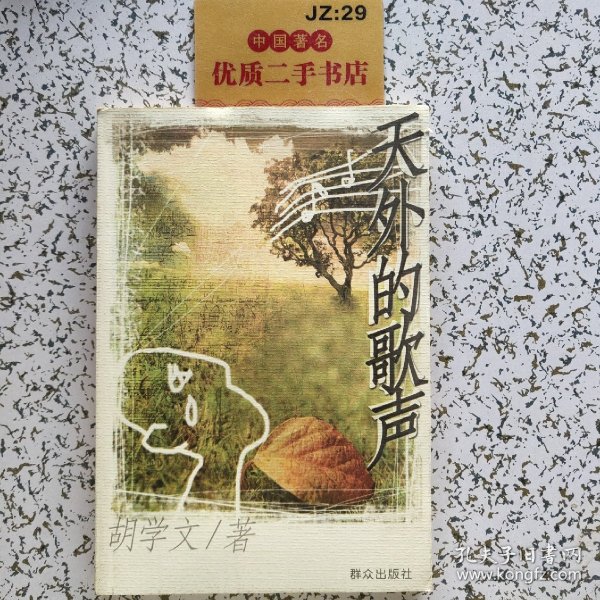 JZ:29
中国著名
优质二手书店
天外的歌声
胡学文/著
群众出版社
孔夫子旧书网
www.kongfz.com